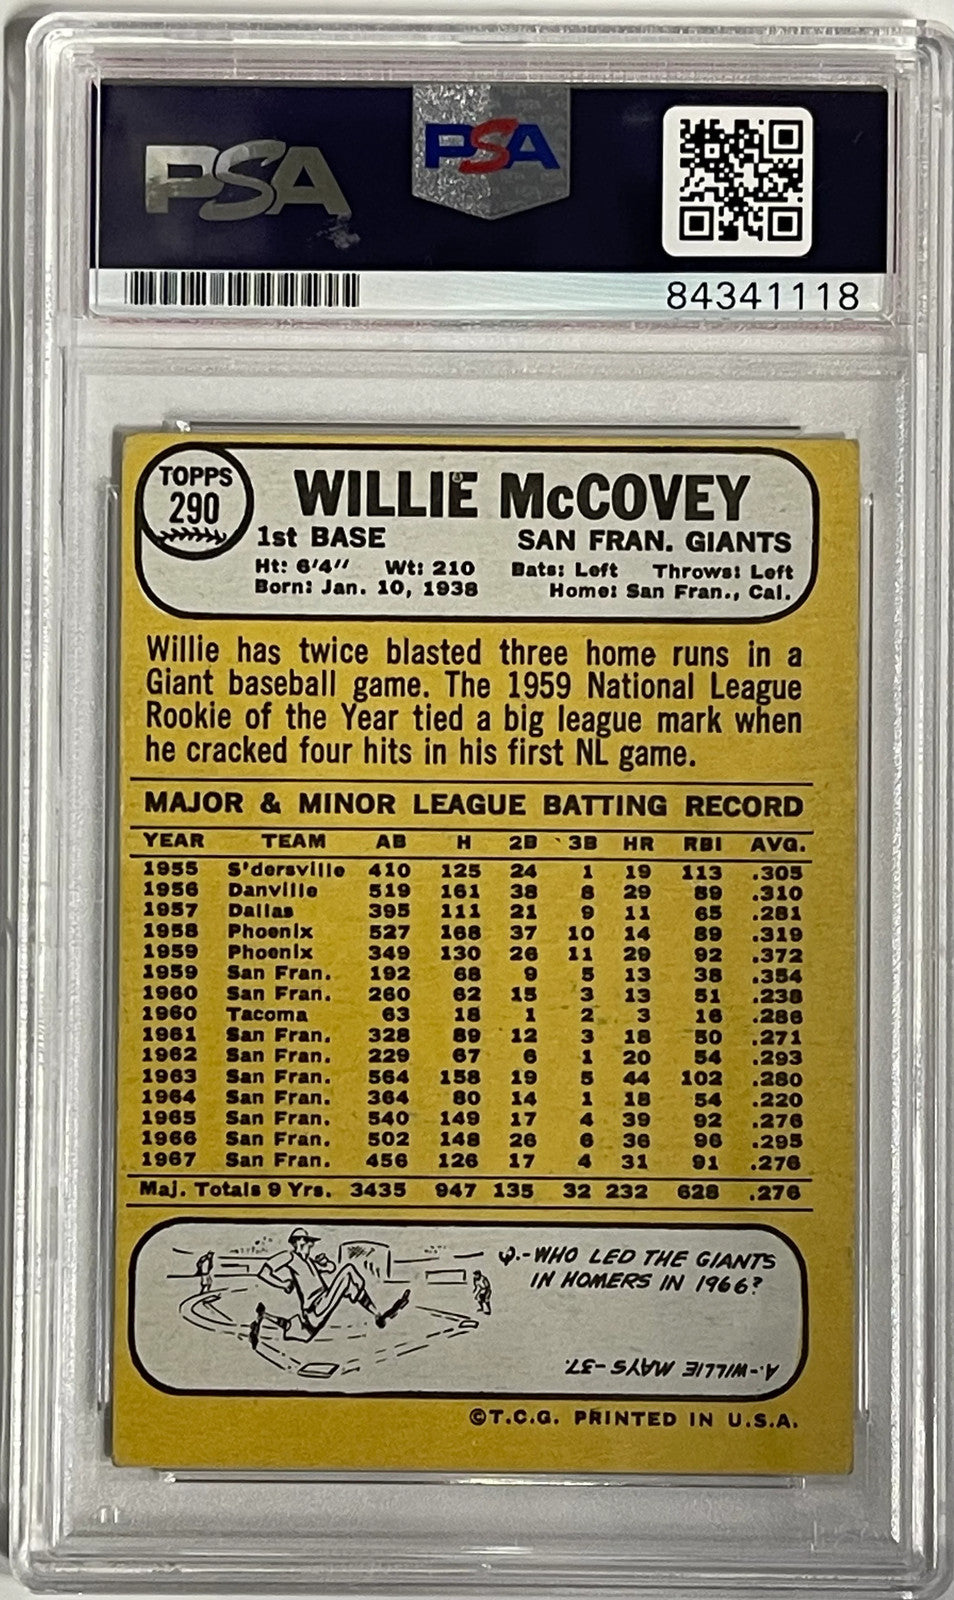 PSA
PSA
84341118
TOPPS
290
WILLIE McCOVEY
1st BASE SAN FRAN. GIANTS
Ht: 6'4" Wt: 210 Bats: Left Throws: Left
Born: Jan. 10, 1938 Home: San Fran., Cal.
Willie has twice blasted three home runs in a
Giant baseball game. The 1959 National League
Rookie of the Year tied a big league mark when
he cracked four hits in his first NL game.
MAJOR & MINOR LEAGUE BATTING RECORD
YEAR TEAM AB H 2B 3B HR RBI AVG.
1955 S'dersville 410 125 24 1 19 113 .305
1956 Danville 519 161 38 8 29 89 .310
1957 Dallas 395 111 21 9 11 65 .281
1958 Phoenix 527 168 37 10 14 89 .319
1959 Phoenix 349 130 26 11 29 92 .372
1959 San Fran. 192 68 9 5 13 38 .354
1960 San Fran. 260 62 15 3 13 51 .238
1960 Tacoma 63 18 1 2 3 16 .286
1961 San Fran. 328 89 12 3 18 50 .271
1962 San Fran. 229 67 6 1 20 54 .293
1963 San Fran. 564 158 19 5 44 102 .280
1964 San Fran. 364 80 14 1 18 54 .220
1965 San Fran. 540 149 17 4 39 92 .276
1966 San Fran. 502 148 26 6 36 96 .295
1967 San Fran. 456 126 17 4 31 91 .276
Maj. Totals 9 Yrs. 3435 947 135 32 232 628 .276
Q.-WHO LED THE GIANTS
IN HOMERS IN 1966?
A.-WILLIE MAYS-37.
©T.C.G. PRINTED IN U.S.A.